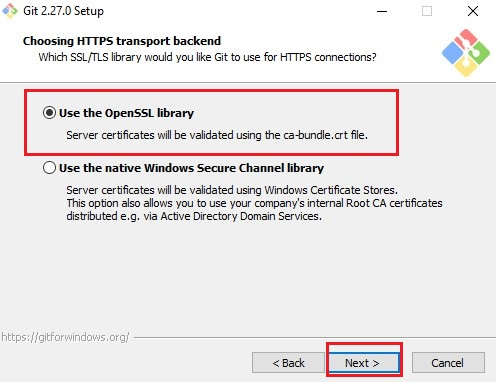 Git 2.27.0 Setup
Choosing HTTPS transport backend
Which SSL/TLS library would you like Git to use for HTTPS connections?
Use the OpenSSL library
Server certificates will be validated using the ca-bundle.crt file.
Use the native Windows Secure Channel library
Server certificates will be validated using Windows Certificate Stores.
This option also allows you to use your company's internal Root CA certificates
distributed e.g. via Active Directory Domain Services.
https://gitforwindows.org/
< Back
Next >
Cancel